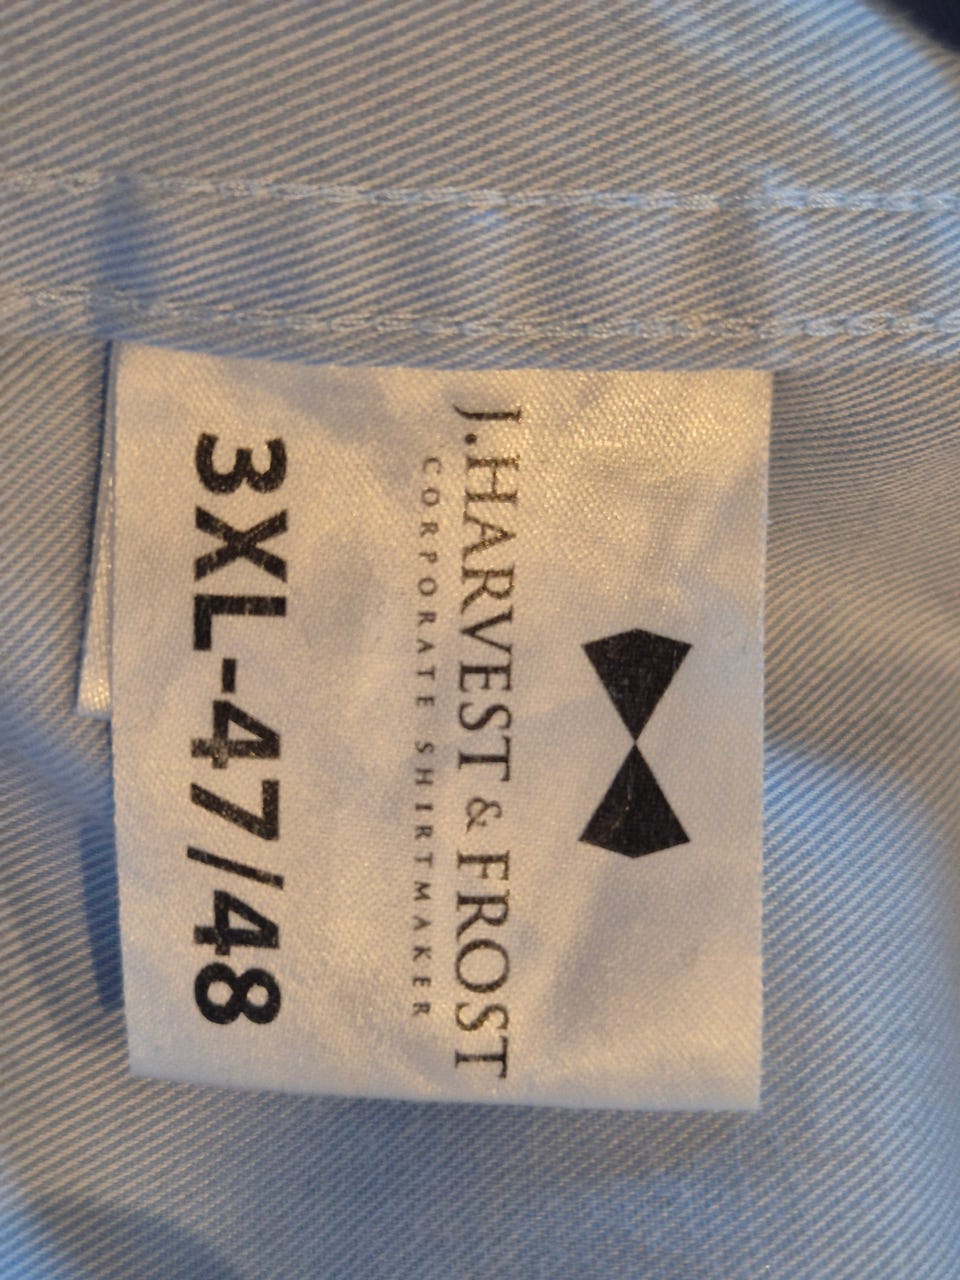 J.HARVEST & FROST
CORPORATE SHIRTMAKER
3XL-47/48